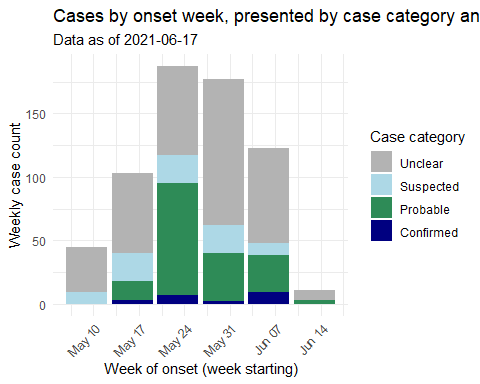 Cases by onset week, presented by case category an
Data as of 2021-06-17
Weekly case count
150
100
50
0
May 10
May 17
May 24
May 31
Jun 07
Jun 14
Week of onset (week starting)
Case category
Unclear
Suspected
Probable
Confirmed